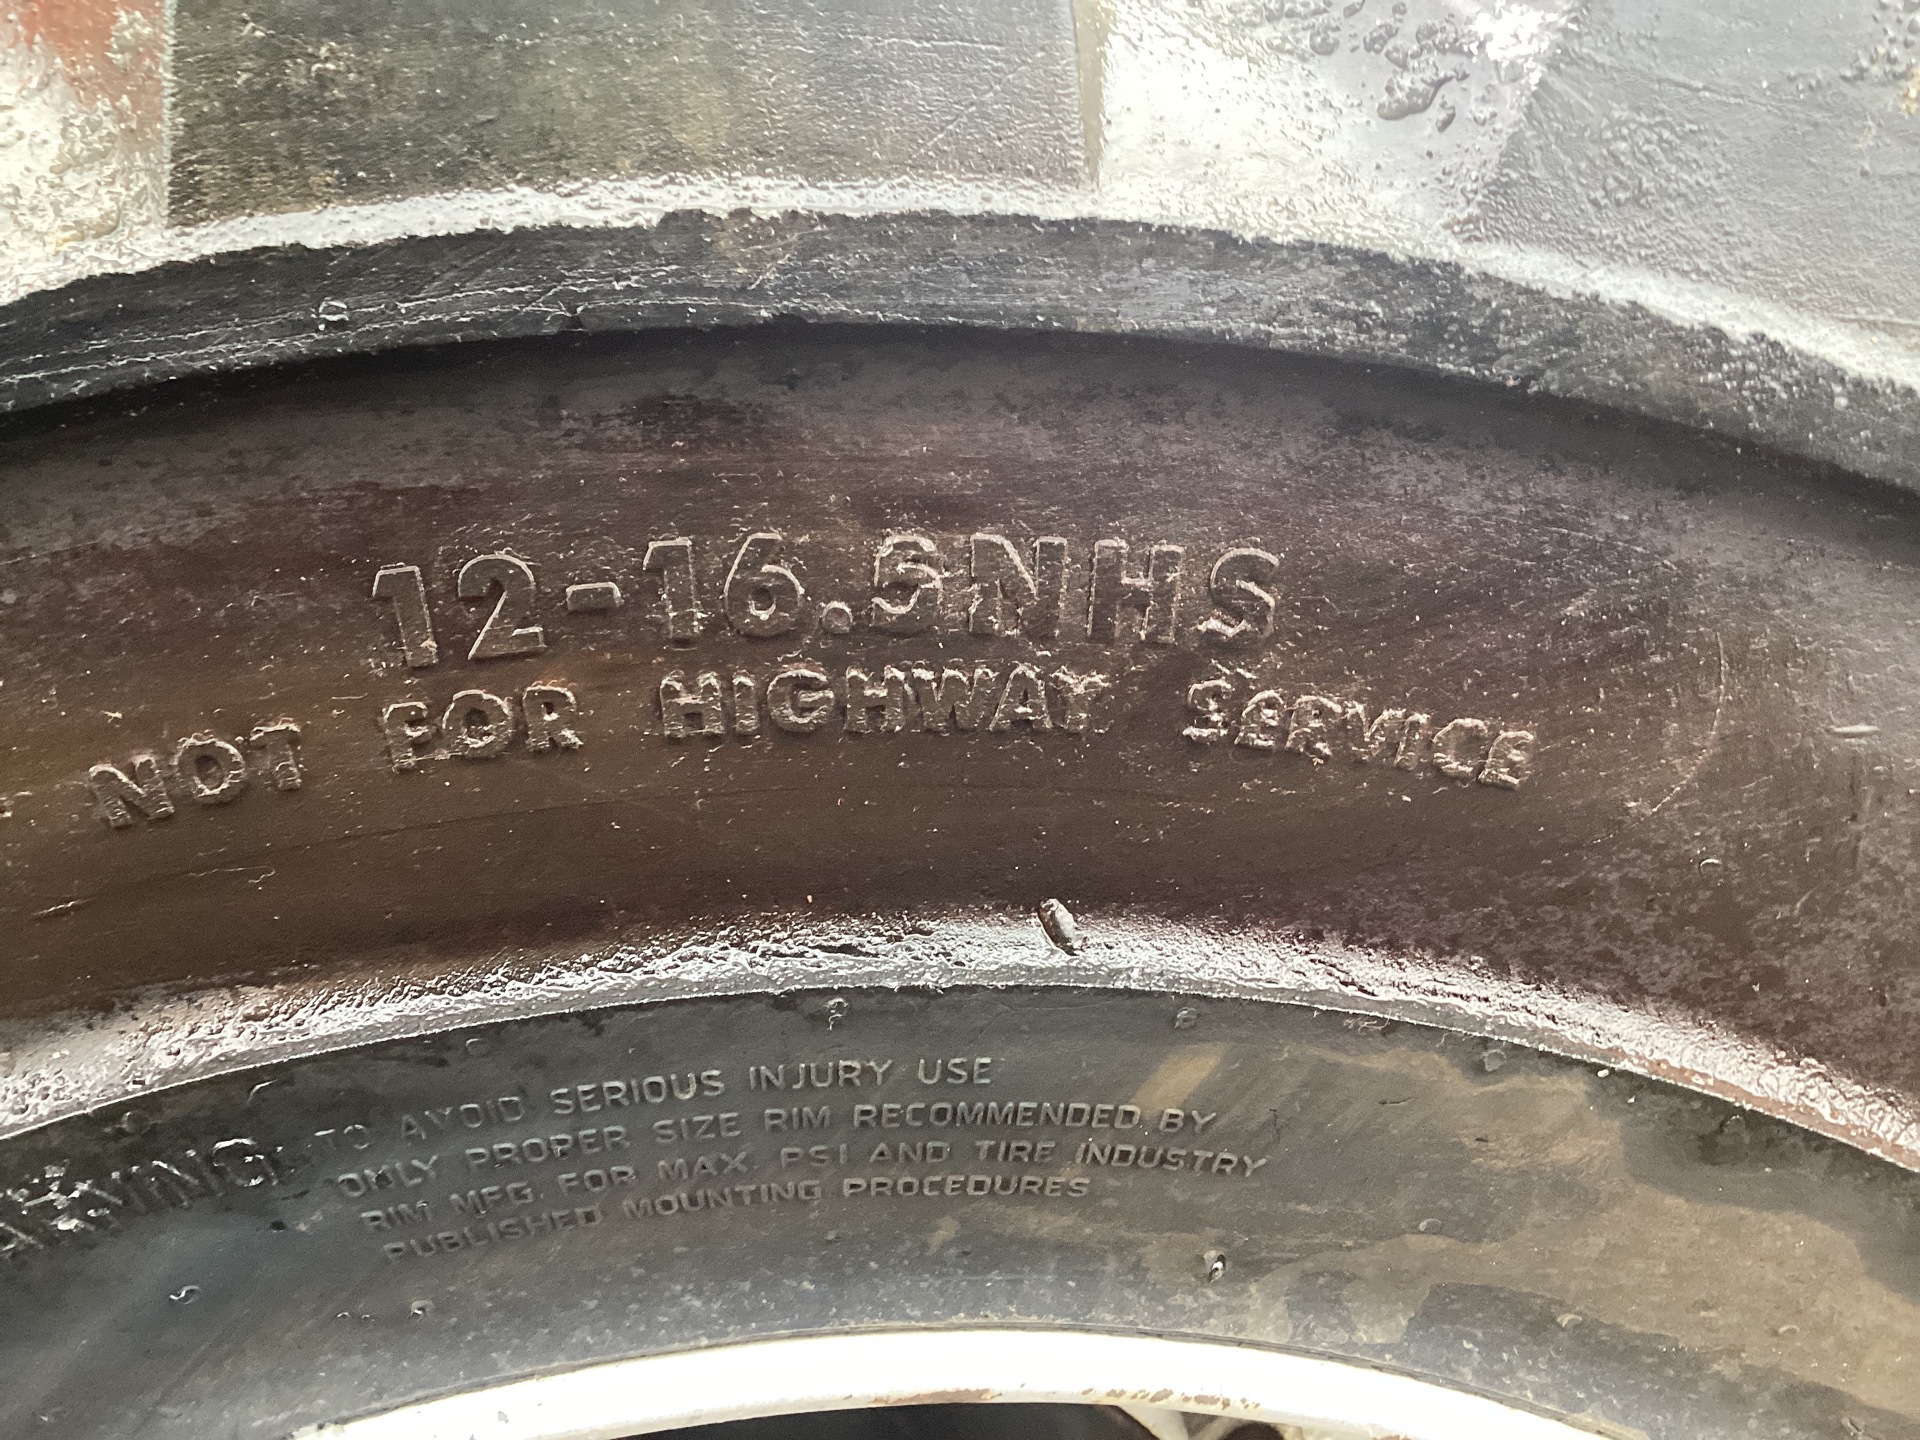 12-16.5NHS
NOT FOR HIGHWAY SERVICE
WARNING TO AVOID SERIOUS INJURY USE
ONLY PROPER SIZE RIM RECOMMENDED BY
RIM MFG. FOR MAX PSI AND TIRE INDUSTRY
PUBLISHED MOUNTING PROCEDURES